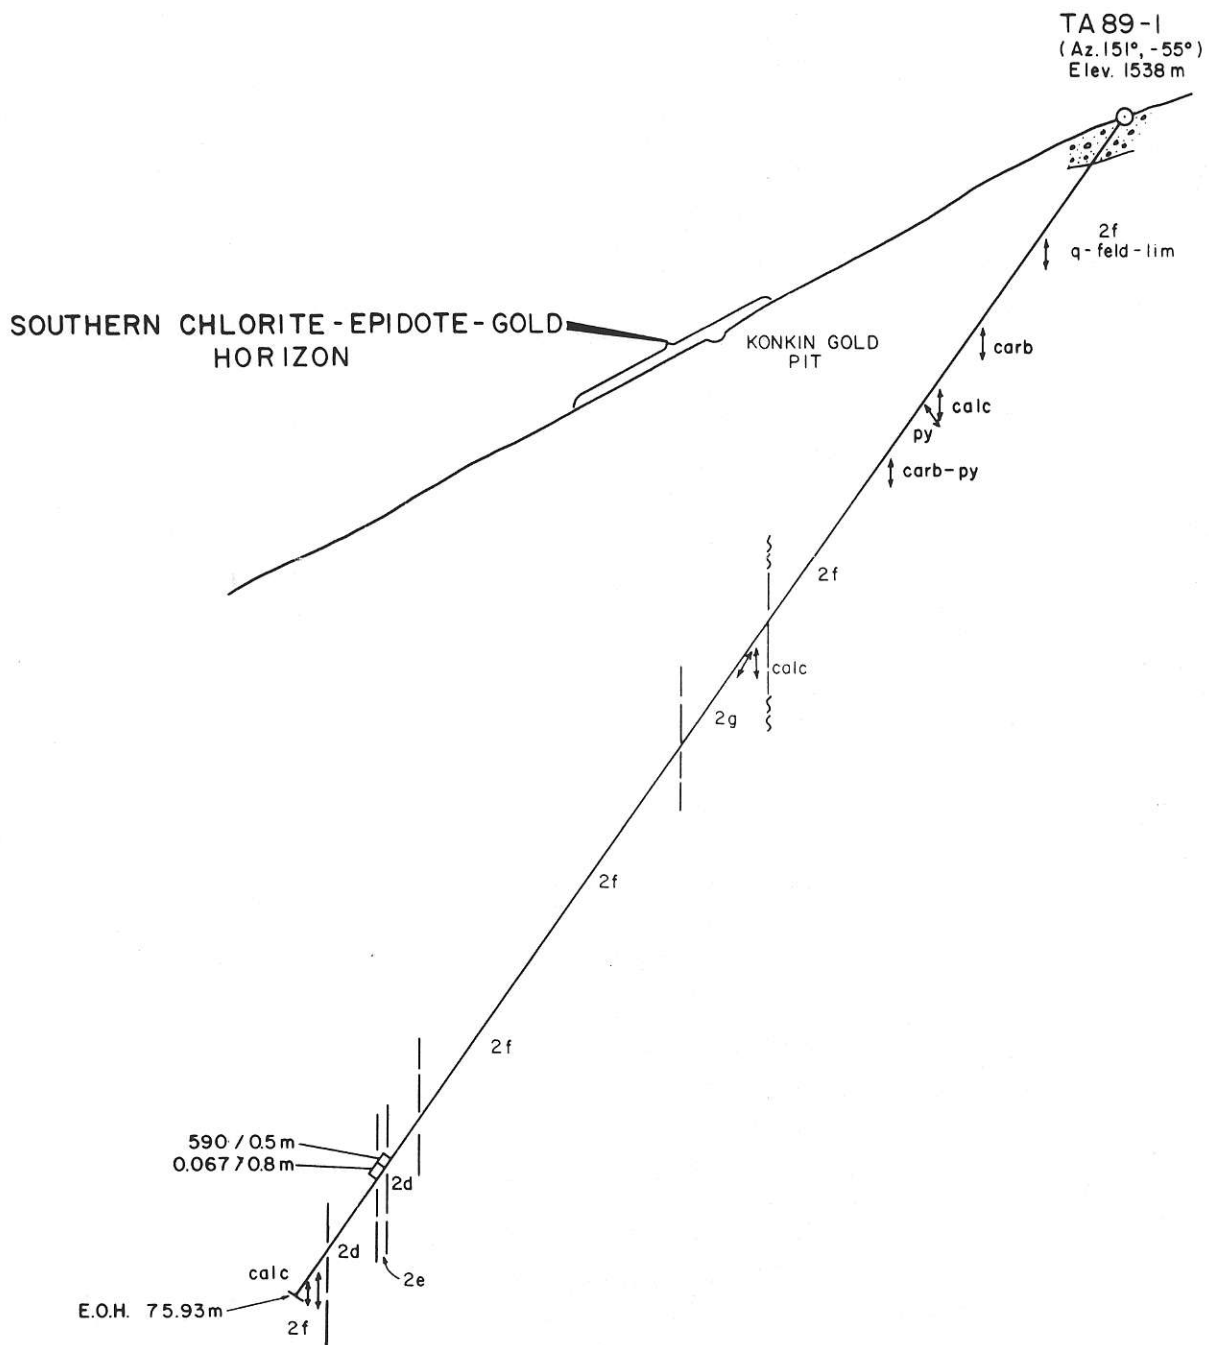 TA 89-1
(Az. 151°, -55°)
Elev. 1538 m
2f
q-feld-lim
SOUTHERN CHLORITE-EPIDOTE-GOLD
HORIZON
KONKIN GOLD
PIT
carb
calc
py
carb-py
2f
calc
2g
2f
2f
590 / 0.5 m
0.067 / 0.8 m
2d
2d
calc
2e
E.O.H. 75.93 m
2f